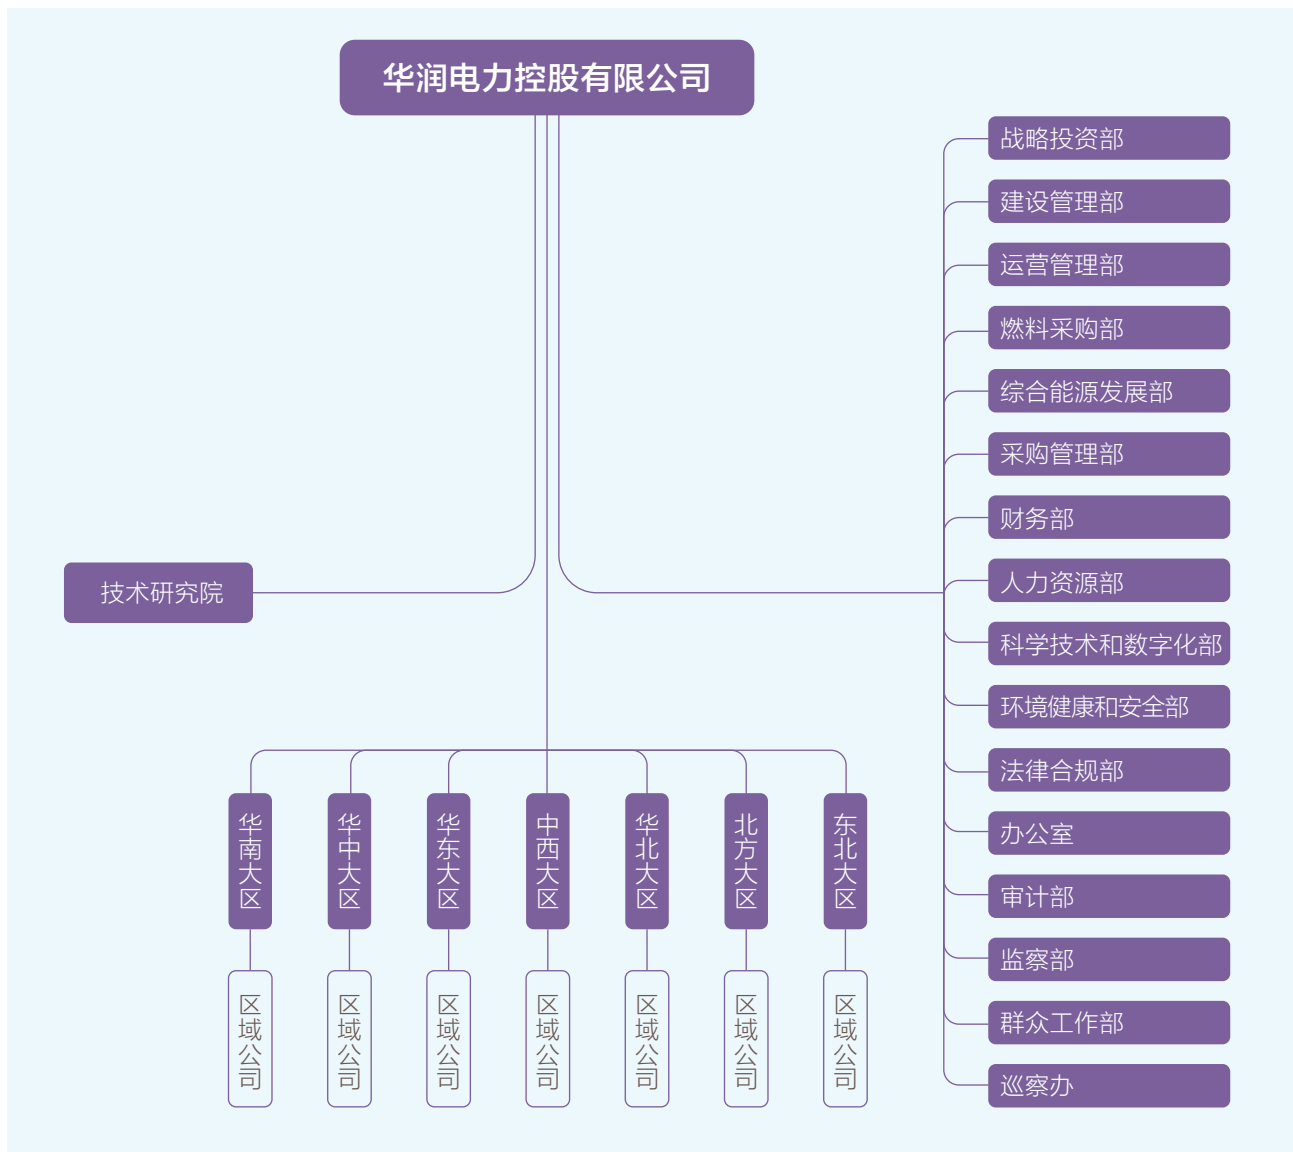 华润电力控股有限公司
战略投资部
建设管理部
运营管理部
燃料采购部
综合能源发展部
采购管理部
财务部
人力资源部
科学技术和数字化部
环境健康和安全部
法律合规部
办公室
审计部
监察部
群众工作部
巡察办
技术研究院
华南大区
华中大区
华东大区
中西大区
华北大区
北方大区
东北大区
区域公司
区域公司
区域公司
区域公司
区域公司
区域公司
区域公司